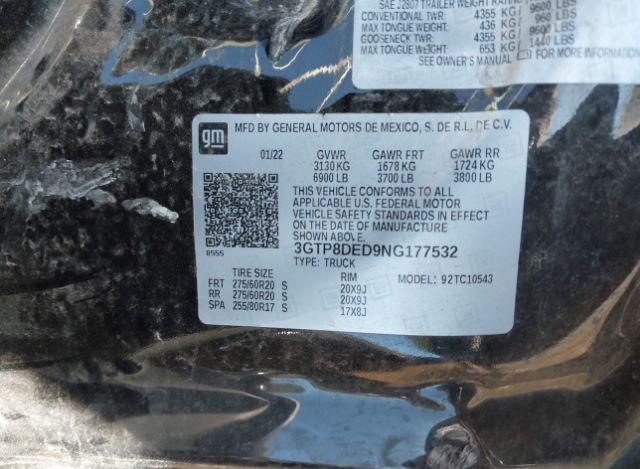 SAE J2807 TRAILER WEIGHT RATING
CONVENTIONAL TWR: 4355 KG/ 9600 LBS
MAX TONGUE WEIGHT: 436 KG/ 960 LBS
GOOSENECK TWR: 4355 KG/ 9600 LBS
MAX TONGUE WEIGHT: 653 KG/ 1440 LBS
SEE OWNER'S MANUAL FOR MORE INFORMATION
gm
MFD BY GENERAL MOTORS DE MEXICO, S. DE R.L. DE C.V.
01/22 GVWR GAWR FRT GAWR RR
3130 KG 1678 KG 1724 KG
6900 LB 3700 LB 3800 LB
THIS VEHICLE CONFORMS TO ALL
APPLICABLE U.S. FEDERAL MOTOR
VEHICLE SAFETY STANDARDS IN EFFECT
ON THE DATE OF MANUFACTURE
SHOWN ABOVE.
8555
3GTP8DED9NG177532
TYPE: TRUCK
TIRE SIZE RIM MODEL: 92TC10543
FRT 275/60R20 S 20X9J
RR 275/60R20 S 20X9J
SPA 255/80R17 S 17X8J